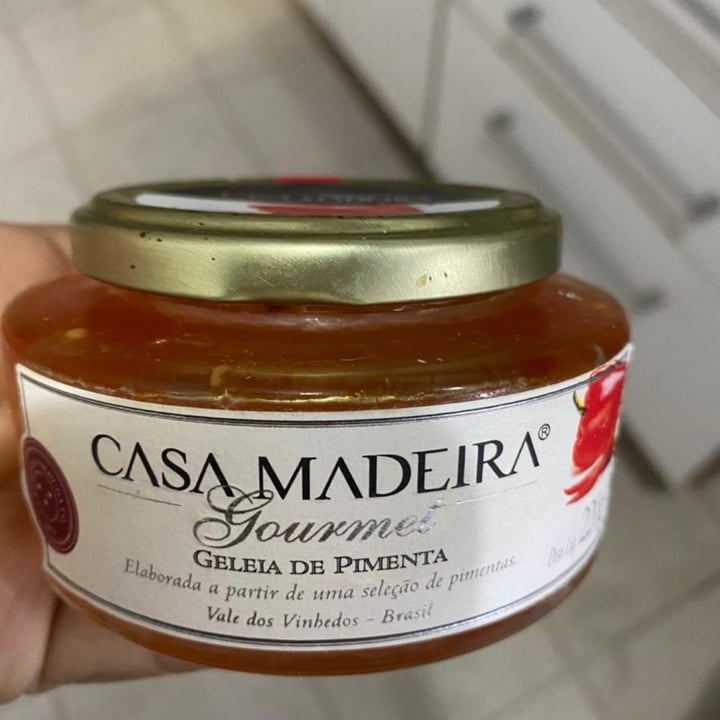 CASA MADEIRA®
Gourmet
GELEIA DE PIMENTA
Elaborada a partir de uma seleção de pimentas.
Vale dos Vinhedos - Brasil